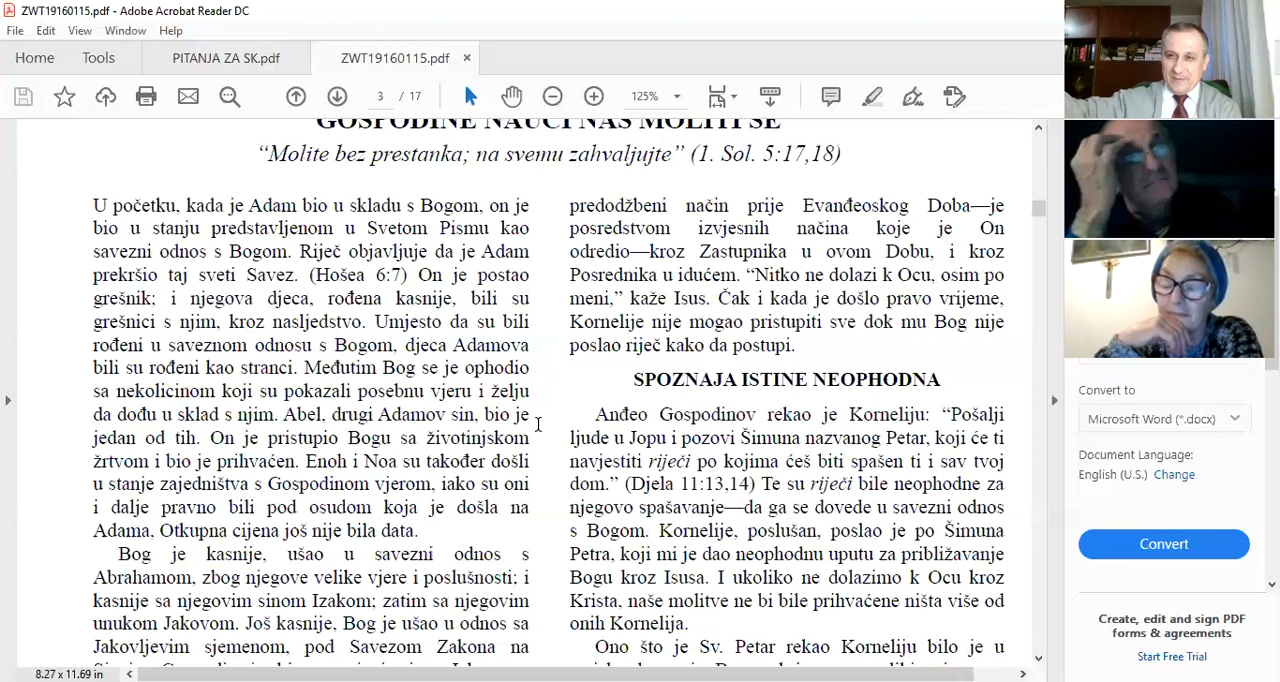 ZWT19160115.pdf - Adobe Acrobat Reader DC
File Edit View Window Help
Home Tools PITANJA ZA SK.pdf ZWT19160115.pdf ×
3 / 17 125%
GOSPODINE NAUČI NAS MOLITI SE
“Molite bez prestanka; na svemu zahvaljujte” (1. Sol. 5:17,18)
U početku, kada je Adam bio u skladu s Bogom, on je
bio u stanju predstavljenom u Svetom Pismu kao
savezni odnos s Bogom. Riječ objavljuje da je Adam
prekršio taj sveti Savez. (Hošea 6:7) On je postao
grešnik; i njegova djeca, rođena kasnije, bili su
grešnici s njim, kroz nasljedstvo. Umjesto da su bili
rođeni u saveznom odnosu s Bogom, djeca Adamova
bili su rođeni kao stranci. Međutim Bog se je ophodio
sa nekolicinom koji su pokazali posebnu vjeru i želju
da dođu u sklad s njim. Abel, drugi Adamov sin, bio je
jedan od tih. On je pristupio Bogu sa životinjskom
žrtvom i bio je prihvaćen. Enoh i Noa su također došli
u stanje zajedništva s Gospodinom vjerom, iako su oni
i dalje pravno bili pod osudom koja je došla na
Adama, Otkupna cijena još nije bila data.
Bog je kasnije, ušao u savezni odnos s
Abrahamom, zbog njegove velike vjere i poslušnosti; i
kasnije sa njegovim sinom Izakom; zatim sa njegovim
unukom Jakovom. Još kasnije, Bog je ušao u odnos sa
Jakovljevim sjemenom, pod Savezom Zakona na
predodžbeni način prije Evanđeoskog Doba—je
posredstvom izvjesnih načina koje je On
odredio—kroz Zastupnika u ovom Dobu, i kroz
Posrednika u idućem. “Nitko ne dolazi k Ocu, osim po
meni,” kaže Isus. Čak i kada je došlo pravo vrijeme,
Kornelije nije mogao pristupiti sve dok mu Bog nije
poslao riječ kako da postupi.
SPOZNAJA ISTINE NEOPHODNA
Anđeo Gospodinov rekao je Korneliju: “Pošalji
ljude u Jopu i pozovi Šimuna nazvanog Petar, koji će ti
navjestiti riječi po kojima ćeš biti spašen ti i sav tvoj
dom.” (Djela 11:13,14) Te su riječi bile neophodne za
njegovo spašavanje—da ga se dovede u savezni odnos
s Bogom. Kornelije, poslušan, poslao je po Šimuna
Petra, koji mi je dao neophodnu uputu za približavanje
Bogu kroz Isusa. I ukoliko ne dolazimo k Ocu kroz
Krista, naše molitve ne bi bile prihvaćene ništa više od
onih Kornelija.
Ono što je Sv. Petar rekao Kornelija bilo je u
8.27 x 11.69 in
Convert to
Microsoft Word (*.docx)
Document Language:
English (U.S.) Change
Convert
Create, edit and sign PDF
forms & agreements
Start Free Trial